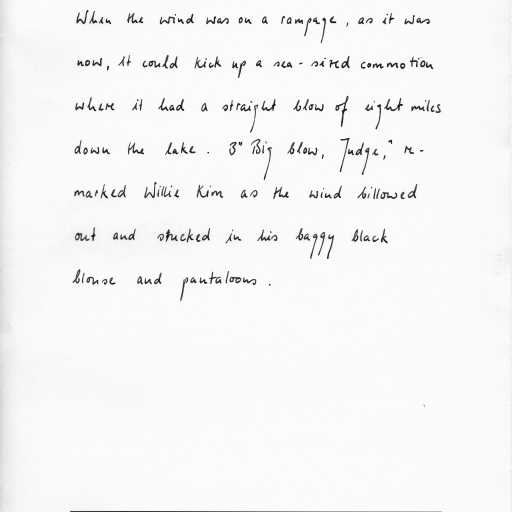 When the wind was on a rampage, as it was
now, it could kick up a sea-sized commotion
where it had a straight blow of eight miles
down the lake. 3" Big blow, Judge," re-
marked Willie Kim as the wind billowed
out and stucked in his baggy black
blouse and pantaloons.